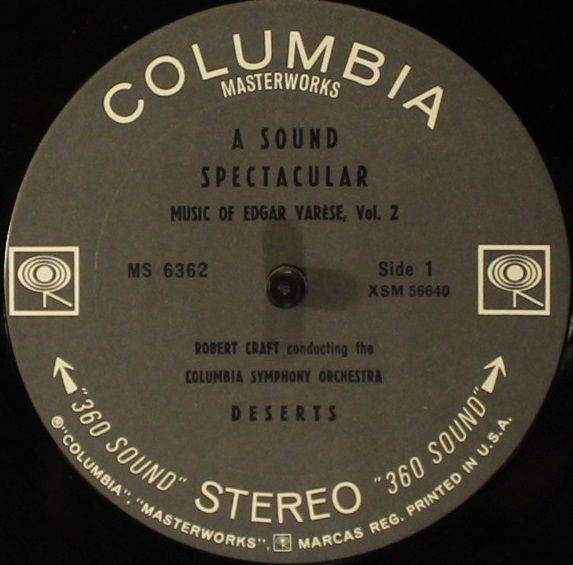 COLUMBIA
MASTERWORKS
A SOUND
SPECTACULAR
MUSIC OF EDGAR VARÈSE, Vol. 2
MS 6362
Side 1
XSM 56640
ROBERT CRAFT conducting the
COLUMBIA SYMPHONY ORCHESTRA
DESERTS
"360 SOUND" STEREO "360 SOUND"
Ⓡ"COLUMBIA", "MASTERWORKS", MARCAS REG. PRINTED IN U.S.A.